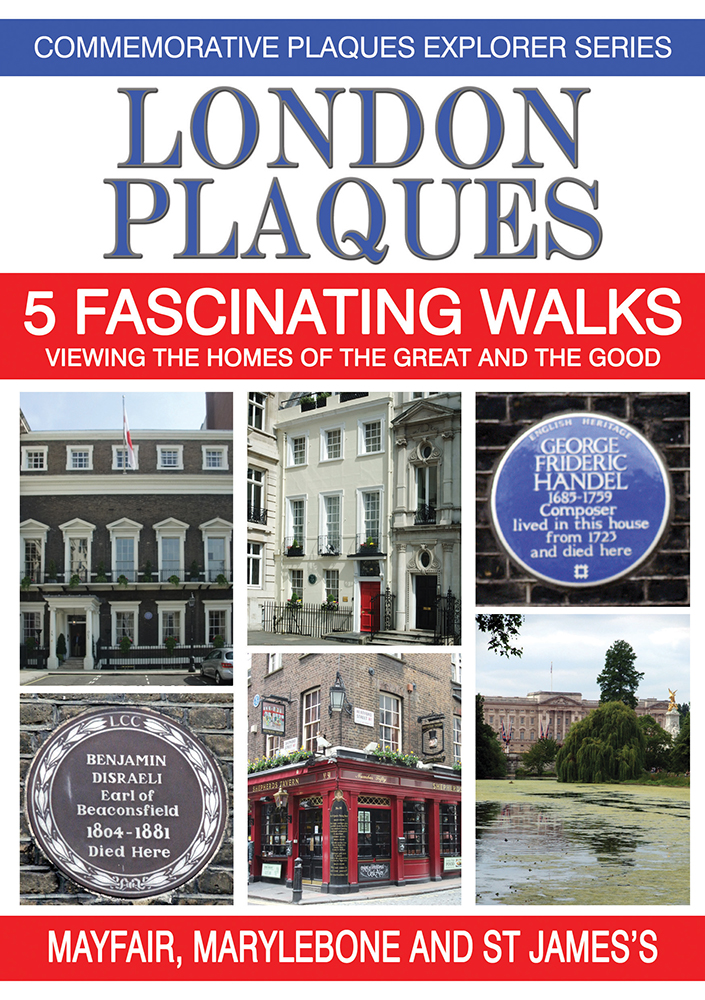 COMMEMORATIVE PLAQUES EXPLORER SERIES
LONDON
PLAQUES
5 FASCINATING WALKS
VIEWING THE HOMES OF THE GREAT AND THE GOOD
ENGLISH HERITAGE
GEORGE
FRIDERIC
HANDEL
1685-1759
Composer
lived in this house
from 1723
and died here
LCC
BENJAMIN
DISRAELI
Earl of
Beaconsfield
1804-1881
Died Here
SHEPHERDS TAVERN
MAYFAIR, MARYLEBONE AND ST JAMES'S